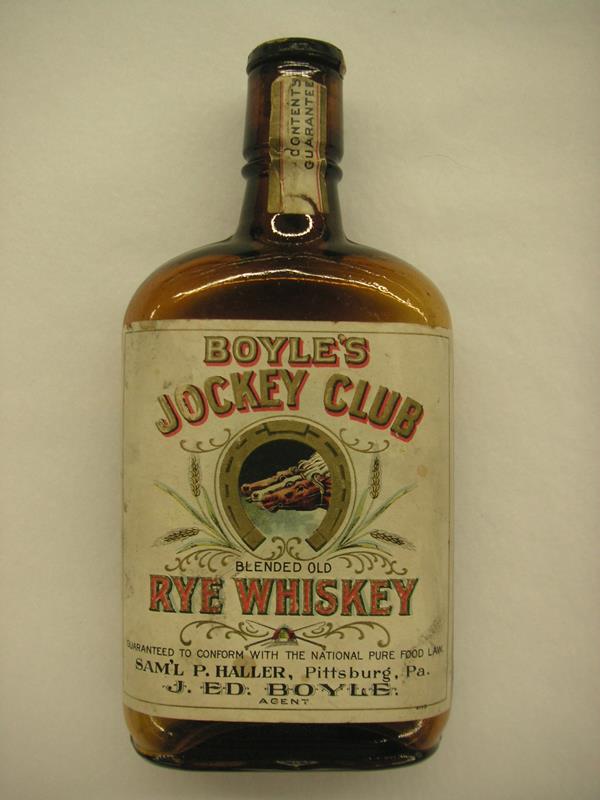 CONTENTS
GUARANTEE
BOYLE'S
JOCKEY CLUB
BLENDED OLD
RYE WHISKEY
GUARANTEED TO CONFORM WITH THE NATIONAL PURE FOOD LAW.
SAM'L P. HALLER, Pittsburg, Pa.
J. ED. BOYLE.
AGENT